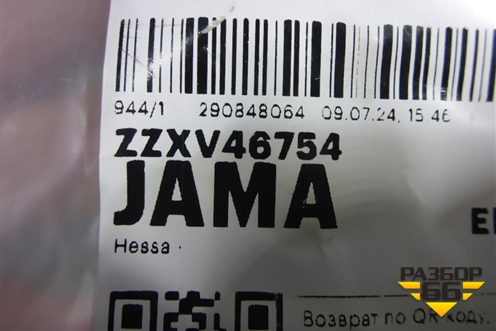 944/1 290848064 09.07.24, 15:46
ZZXV46754
JAMA
Hessa
Возврат по QR-коду.
РАЗБОР
66